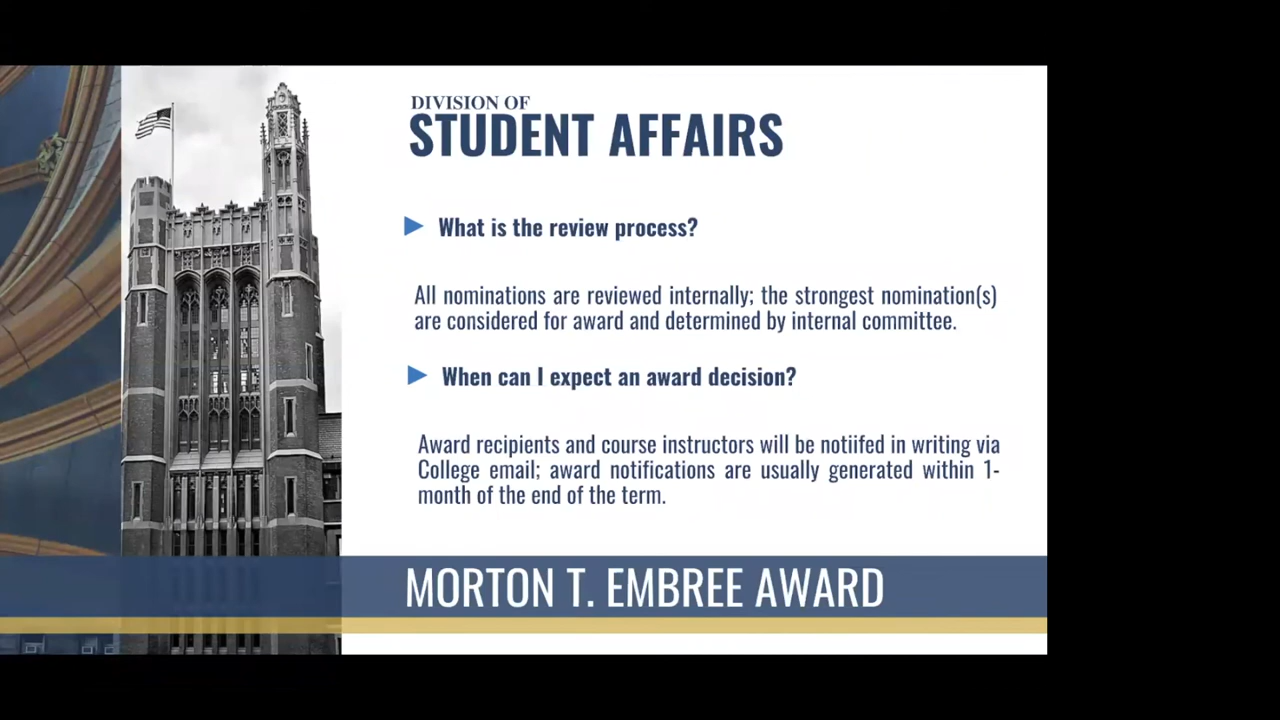 DIVISION OF
STUDENT AFFAIRS
What is the review process?
All nominations are reviewed internally; the strongest nomination(s)
are considered for award and determined by internal committee.
When can I expect an award decision?
Award recipients and course instructors will be notiifed in writing via
College email; award notifications are usually generated within 1-
month of the end of the term.
MORTON T. EMBREE AWARD